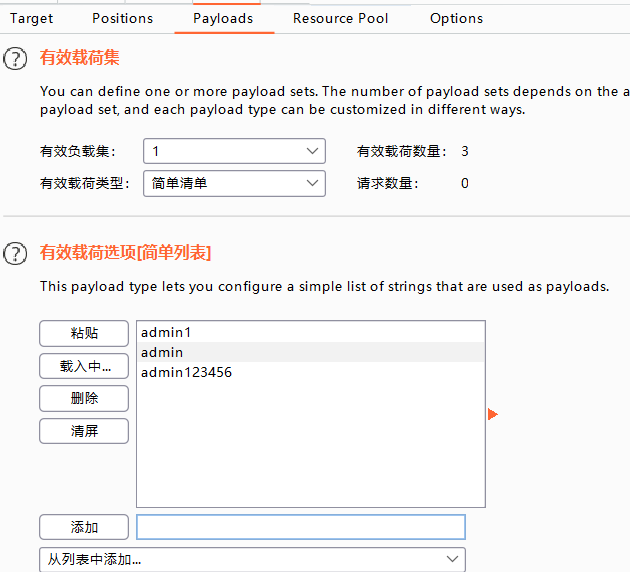 Target Positions Payloads Resource Pool Options
有效载荷集
You can define one or more payload sets. The number of payload sets depends on the a
payload set, and each payload type can be customized in different ways.
有效负载集： 1 有效载荷数量： 3
有效载荷类型： 简单清单 请求数量： 0
有效载荷选项[简单列表]
This payload type lets you configure a simple list of strings that are used as payloads.
粘贴 admin1
载入中... admin
admin123456
删除
清屏
添加
从列表中添加...